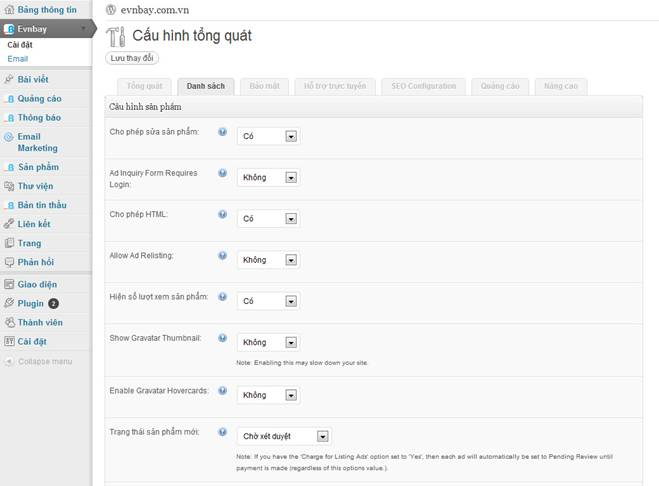 Bảng thông tin
Evnbay
Cài đặt
Email
Bài viết
Quảng cáo
Thông báo
Email
Marketing
Sản phẩm
Thư viện
Bản tin thầu
Liên kết
Trang
Phản hồi
Giao diện
Plugin 2
Thành viên
Cài đặt
Collapse menu
evnbay.com.vn
Cấu hình tổng quát
Lưu thay đổi
Tổng quát Danh sách Bảo mật Hỗ trợ trực tuyến SEO Configuration Quảng cáo Nâng cao
Cấu hình sản phẩm
Cho phép sửa sản phẩm: ? Có
Ad Inquiry Form Requires
Login: ? Không
Cho phép HTML: ? Có
Allow Ad Relisting: ? Không
Hiện số lượt xem sản phẩm: ? Có
Show Gravatar Thumbnail: ? Không
Note: Enabling this may slow down your site.
Enable Gravatar Hovercards: ? Không
Trạng thái sản phẩm mới: ? Chờ xét duyệt
Note: If you have the 'Charge for Listing Ads' option set to 'Yes', then each ad will automatically be set to Pending Review until
payment is made (regardless of this options value.).